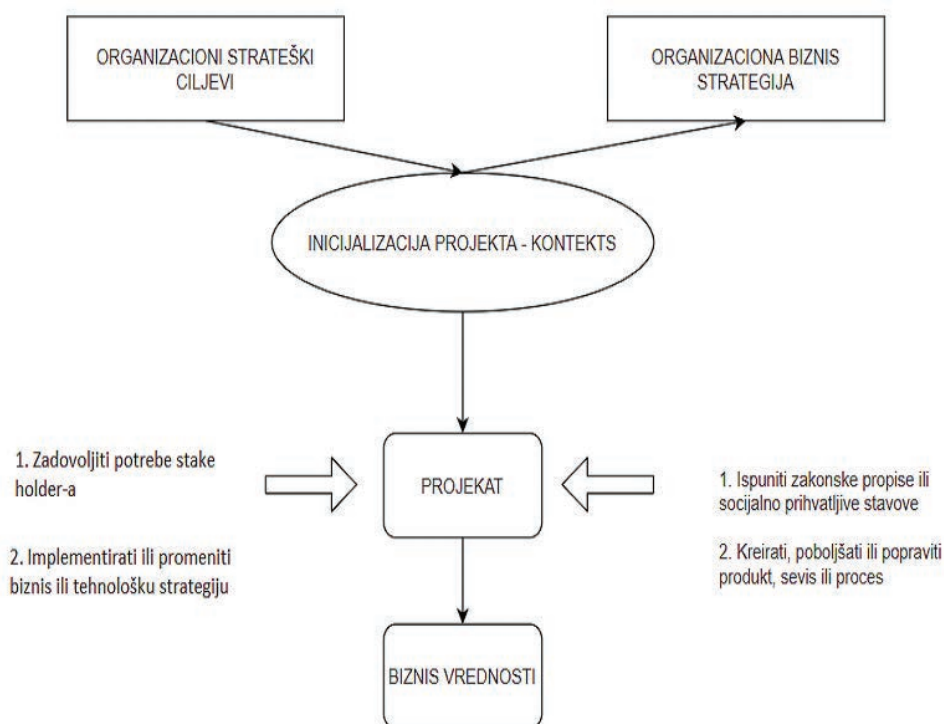 ORGANIZACIONI STRATEŠKI
CILJEVI
ORGANIZACIONA BIZNIS
STRATEGIJA
INICIJALIZACIJA PROJEKTA - KONTEKTS
1. Zadovoljiti potrebe stake
holder-a
2. Implementirati ili promeniti
biznis ili tehnološku strategiju
PROJEKAT
1. Ispuniti zakonske propise ili
socijalno prihvatljive stavove
2. Kreirati, poboljšati ili popraviti
produkt, sevis ili proces
BIZNIS VREDNOSTI